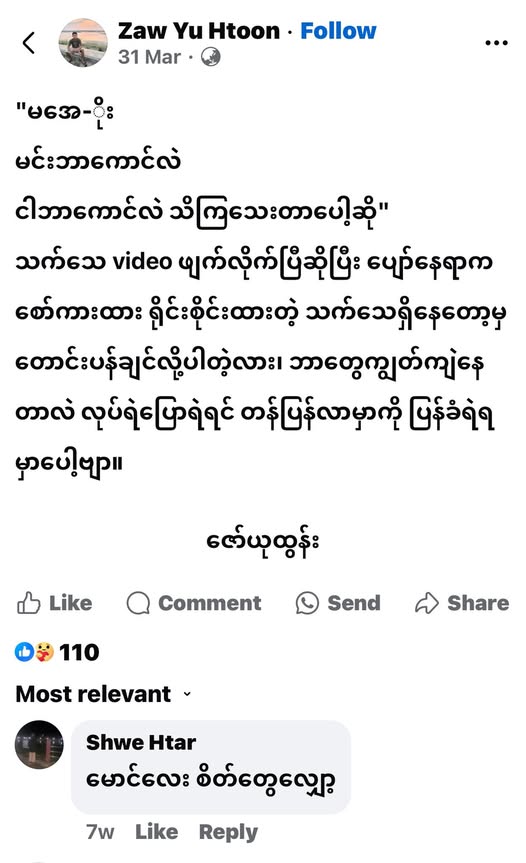 Zaw Yu Htoon · Follow
31 Mar ·
"မအေ-ိုး
မင်းဘာကောင်လဲ
ငါဘာကောင်လဲ သိကြသေးတာပေါ့ဆို"
သက်သေ video ဖျက်လိုက်ပြီဆိုပြီး ပျော်နေရာက
စော်ကားထား ရိုင်းစိုင်းထားတဲ့ သက်သေရှိနေတော့မှ
တောင်းပန်ချင်လို့ပါတဲ့လား၊ ဘာတွေကျွတ်ကျဲနေ
တာလဲ လုပ်ရဲပြောရဲရင် တန်ပြန်လာမှာကို ပြန်ခံရဲရ
မှာပေါ့ဗျာ။
ဇော်ယုထွန်း
Like Comment Send Share
110
Most relevant
Shwe Htar
မောင်လေး စိတ်တွေလျှော့
7w Like Reply